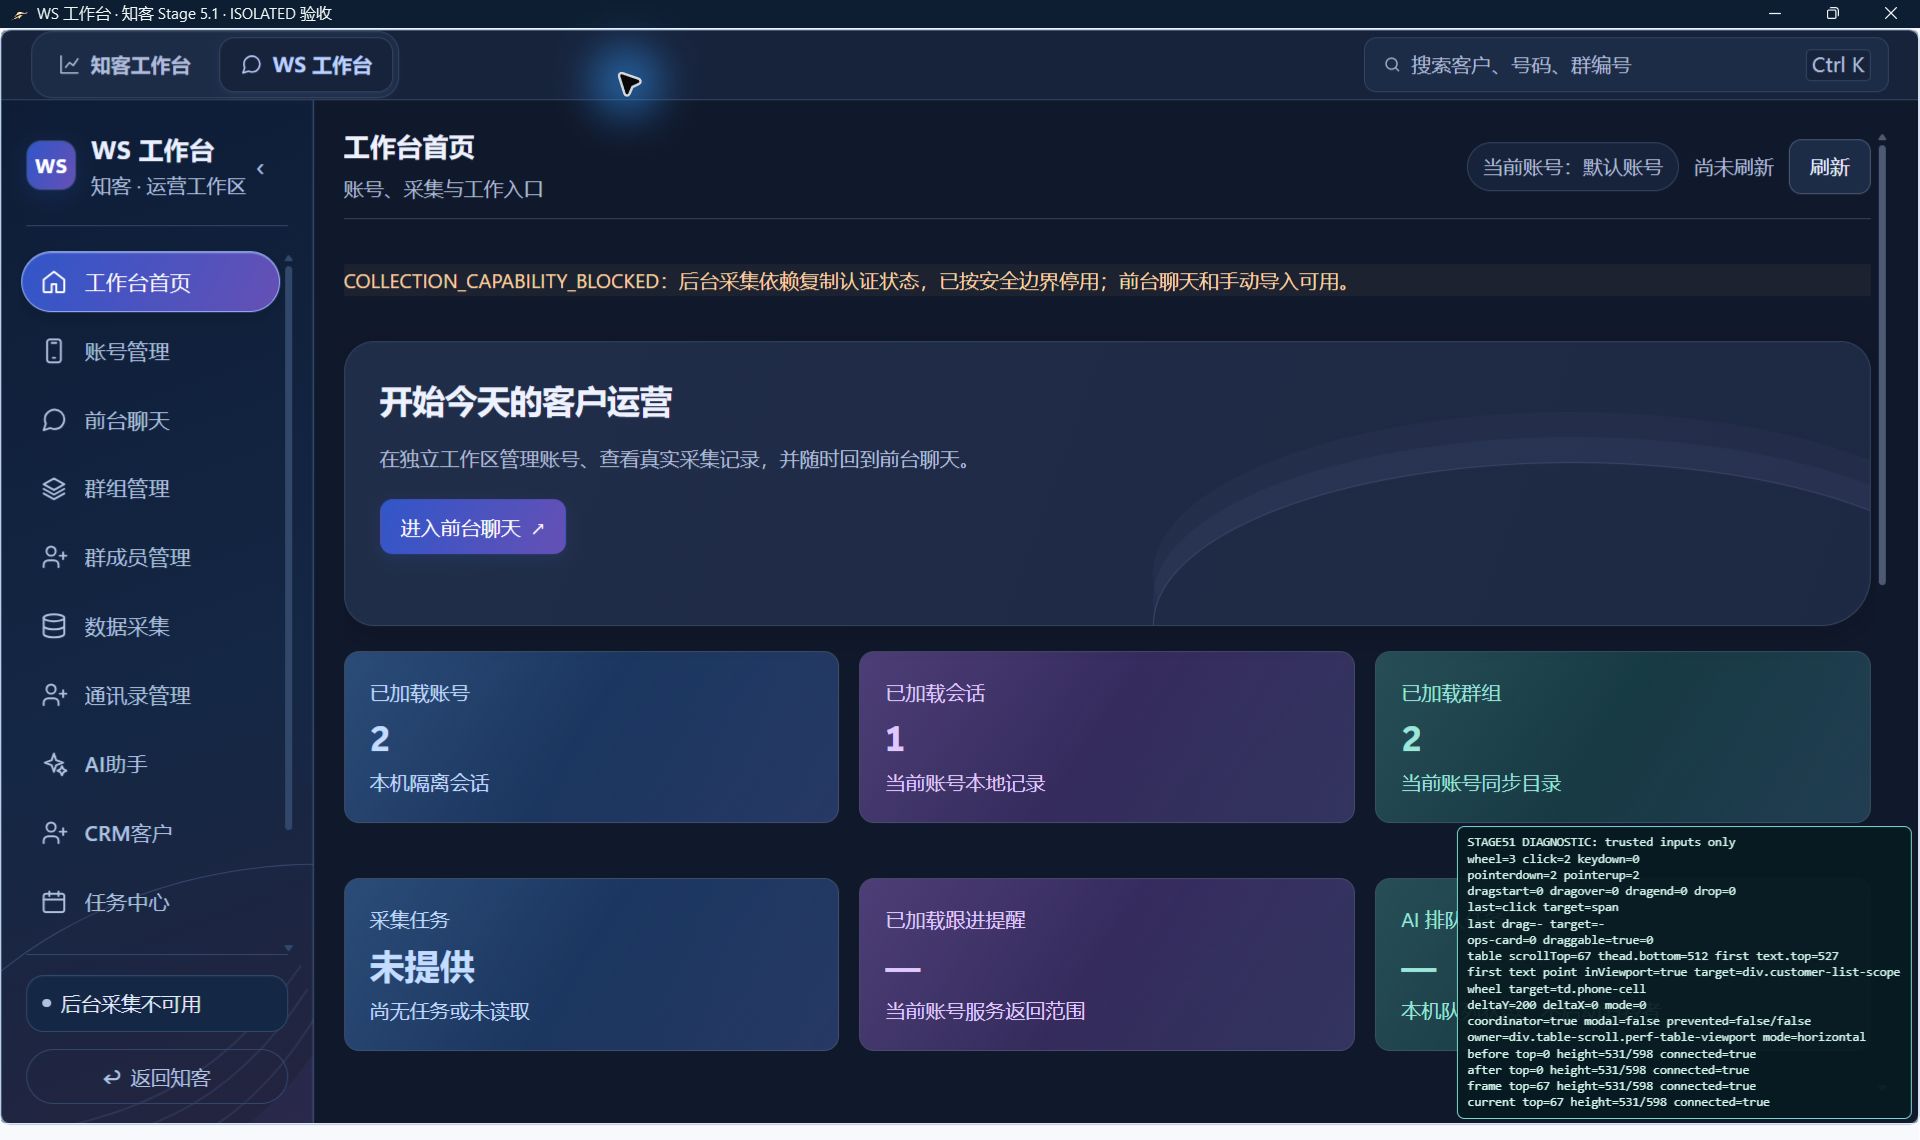 WS 工作台 · 知客 Stage 5.1 · ISOLATED 验收
知客工作台
WS 工作台
搜索客户、号码、群编号
Ctrl K
WS
WS 工作台
知客 · 运营工作区
工作台首页
账号管理
前台聊天
群组管理
群成员管理
数据采集
通讯录管理
AI助手
CRM客户
任务中心
后台采集不可用
返回知客
工作台首页
账号、采集与工作入口
当前账号：默认账号
尚未刷新
刷新
COLLECTION_CAPABILITY_BLOCKED：后台采集依赖复制认证状态，已按安全边界停用；前台聊天和手动导入可用。
开始今天的客户运营
在独立工作区管理账号、查看真实采集记录，并随时回到前台聊天。
进入前台聊天 ↗
已加载账号
2
本机隔离会话
已加载会话
1
当前账号本地记录
已加载群组
2
当前账号同步目录
采集任务
未提供
尚无任务或未读取
已加载跟进提醒
—
当前账号服务返回范围
AI 排队
—
本机队
STAGE51 DIAGNOSTIC: trusted inputs only
wheel=3 click=2 keydown=0
pointerdown=2 pointerup=2
dragstart=0 dragover=0 dragend=0 drop=0
last=click target=span
last drag=- target=-
ops-card=0 draggable=true=0
table scrollTop=67 thead.bottom=512 first text.top=527
first text point inViewport=true target=div.customer-list-scope
wheel target=td.phone-cell
deltaY=200 deltaX=0 mode=0
coordinator=true modal=false prevented=false/false
owner=div.table-scroll.perf-table-viewport mode=horizontal
before top=0 height=531/598 connected=true
after top=0 height=531/598 connected=true
frame top=67 height=531/598 connected=true
current top=67 height=531/598 connected=true